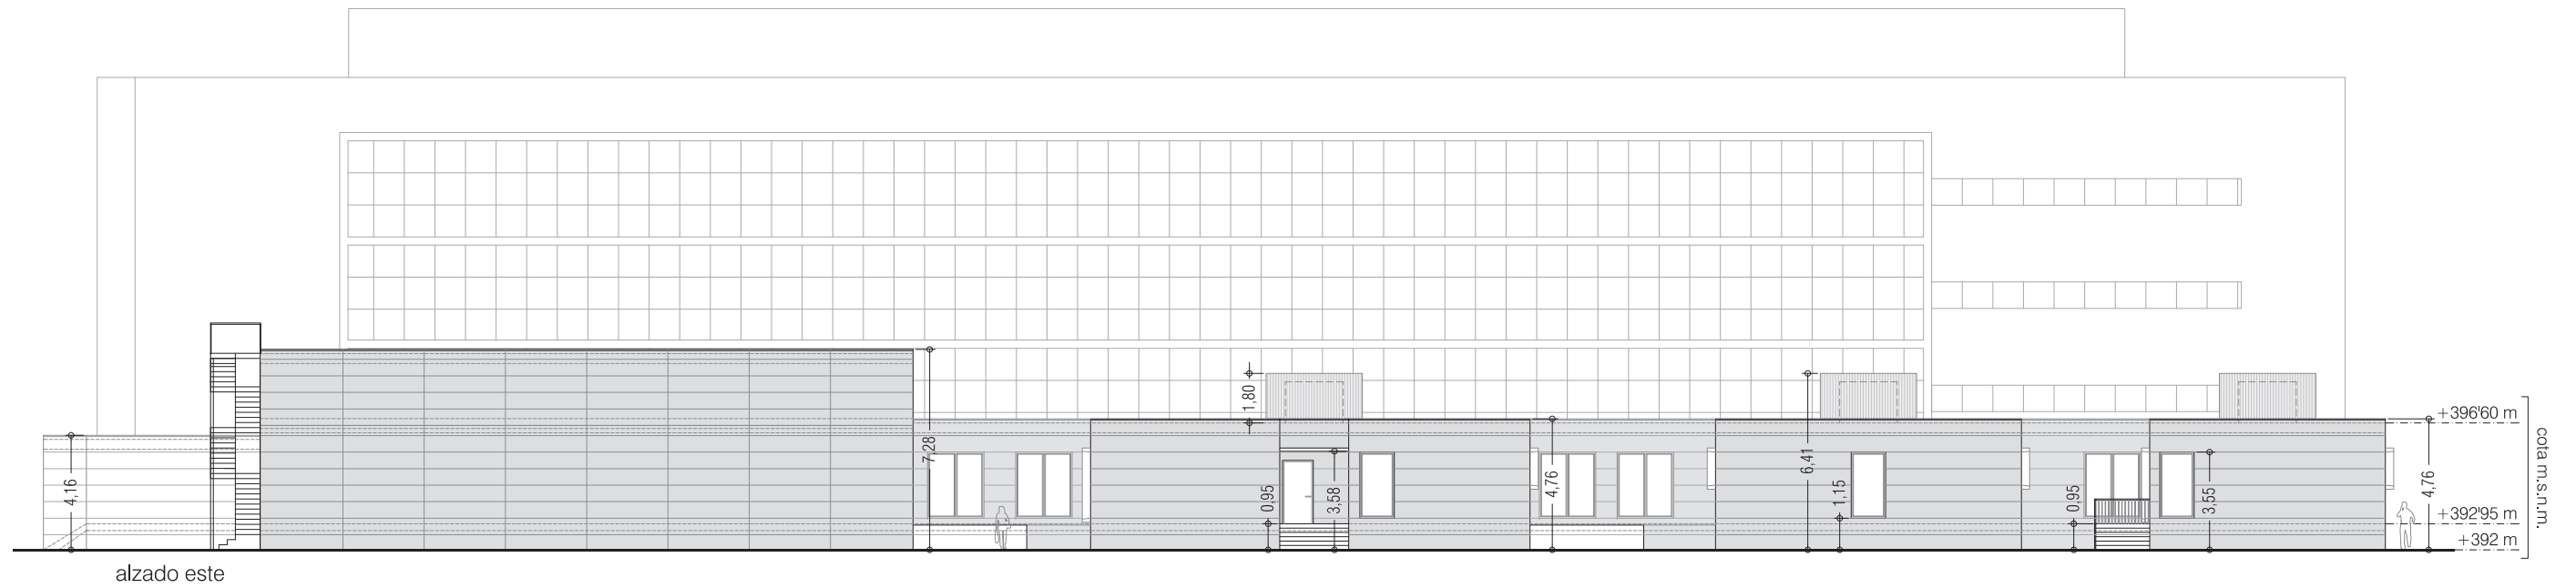 1,80
+396'60 m
7,28
6,41
4,16
0,95
3,58
4,76
1,15
0,95
3,55
4,76
cota m.s.n.m.
+392'95 m
+392 m
alzado este